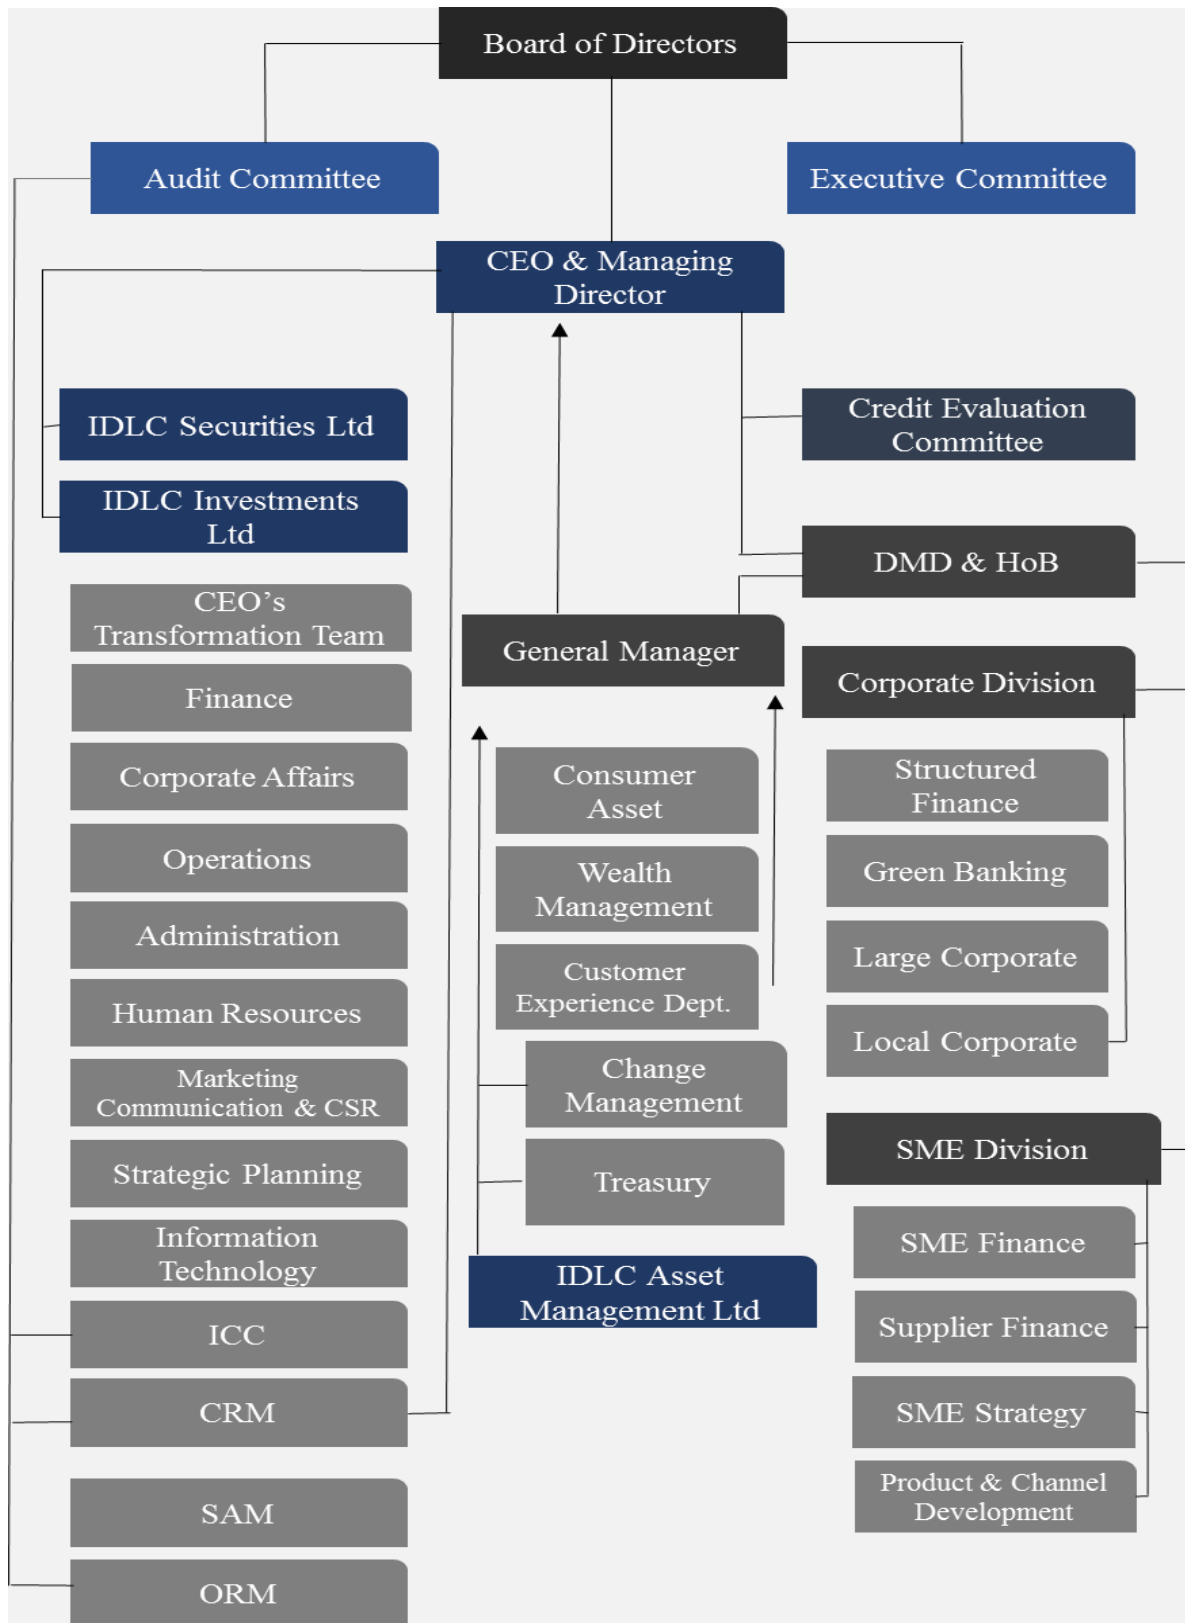 Board of Directors
Audit Committee
Executive Committee
CEO & Managing
Director
IDLC Securities Ltd
IDLC Investments
Ltd
Credit Evaluation
Committee
DMD & HoB
CEO’s
Transformation Team
Finance
Corporate Affairs
Operations
Administration
Human Resources
Marketing
Communication & CSR
Strategic Planning
Information
Technology
ICC
CRM
SAM
ORM
General Manager
Consumer
Asset
Wealth
Management
Customer
Experience Dept.
Change
Management
Treasury
IDLC Asset
Management Ltd
Corporate Division
Structured
Finance
Green Banking
Large Corporate
Local Corporate
SME Division
SME Finance
Supplier Finance
SME Strategy
Product & Channel
Development